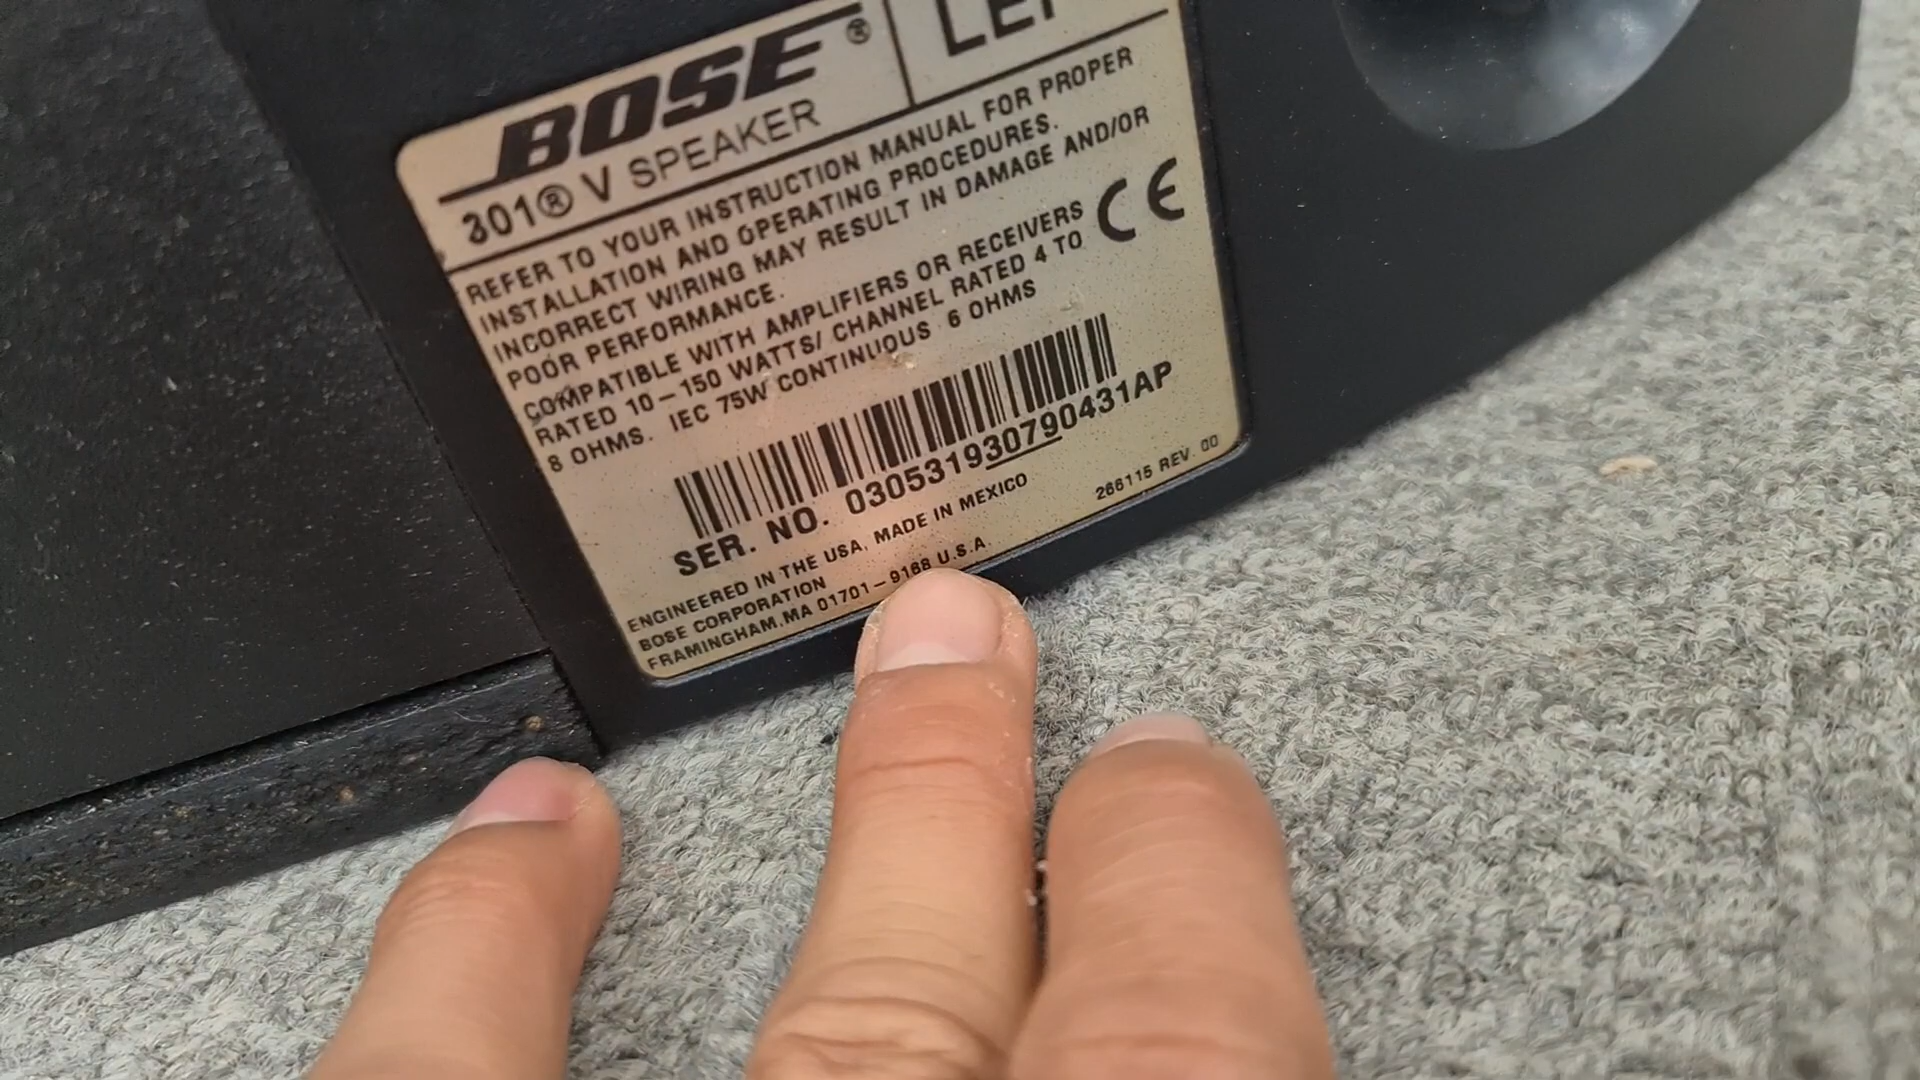 BOSE®
301® V SPEAKER
REFER TO YOUR INSTRUCTION MANUAL FOR PROPER
INSTALLATION AND OPERATING PROCEDURES.
INCORRECT WIRING MAY RESULT IN DAMAGE AND/OR
POOR PERFORMANCE.
COMPATIBLE WITH AMPLIFIERS OR RECEIVERS
RATED 10-150 WATTS/ CHANNEL RATED 4 TO
8 OHMS. IEC 75W CONTINUOUS 6 OHMS
CE
SER. NO. 030531930790431AP
ENGINEERED IN THE USA, MADE IN MEXICO
BOSE CORPORATION
FRAMINGHAM, MA 01701-9168 U.S.A.
266115 REV. 00